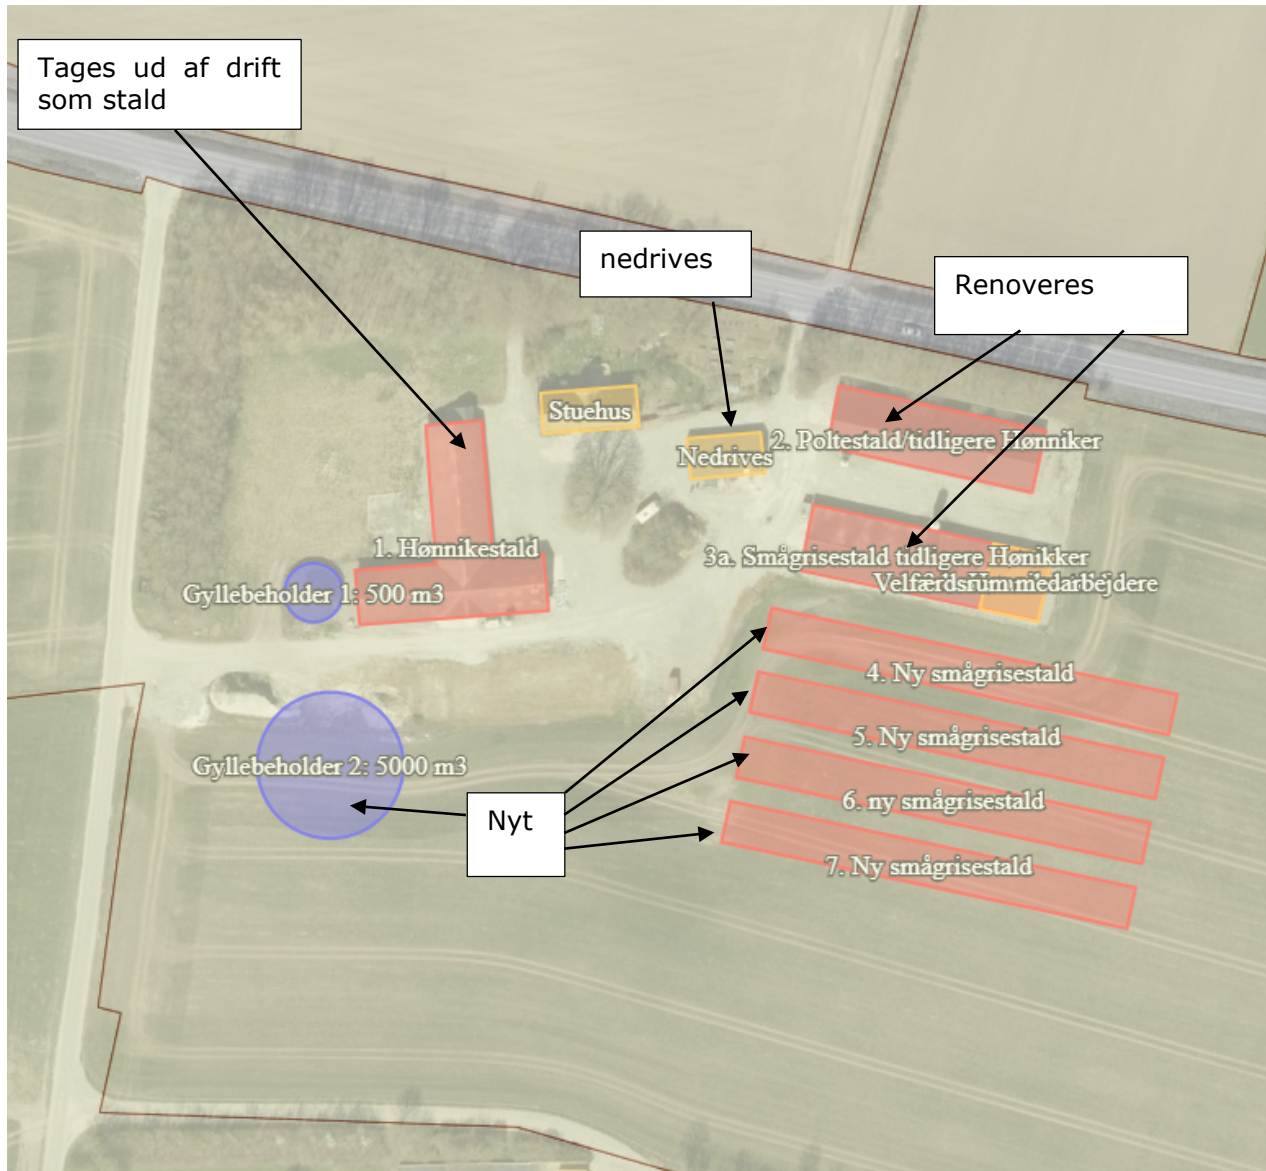 Tages ud af drift
som stald
nedrives
Renoveres
Stuehus
Nedrives
2. Poltestald/tidligere Hønniker
1. Hønnikestald
3a. Smågrisestald tidligere Hønikker
Gyllebeholder 1: 500 m3
medarbejdere
4. Ny smågrisestald
5. Ny smågrisestald
Gyllebeholder 2: 5000 m3
6. ny smågrisestald
Nyt
7. Ny smågrisestald